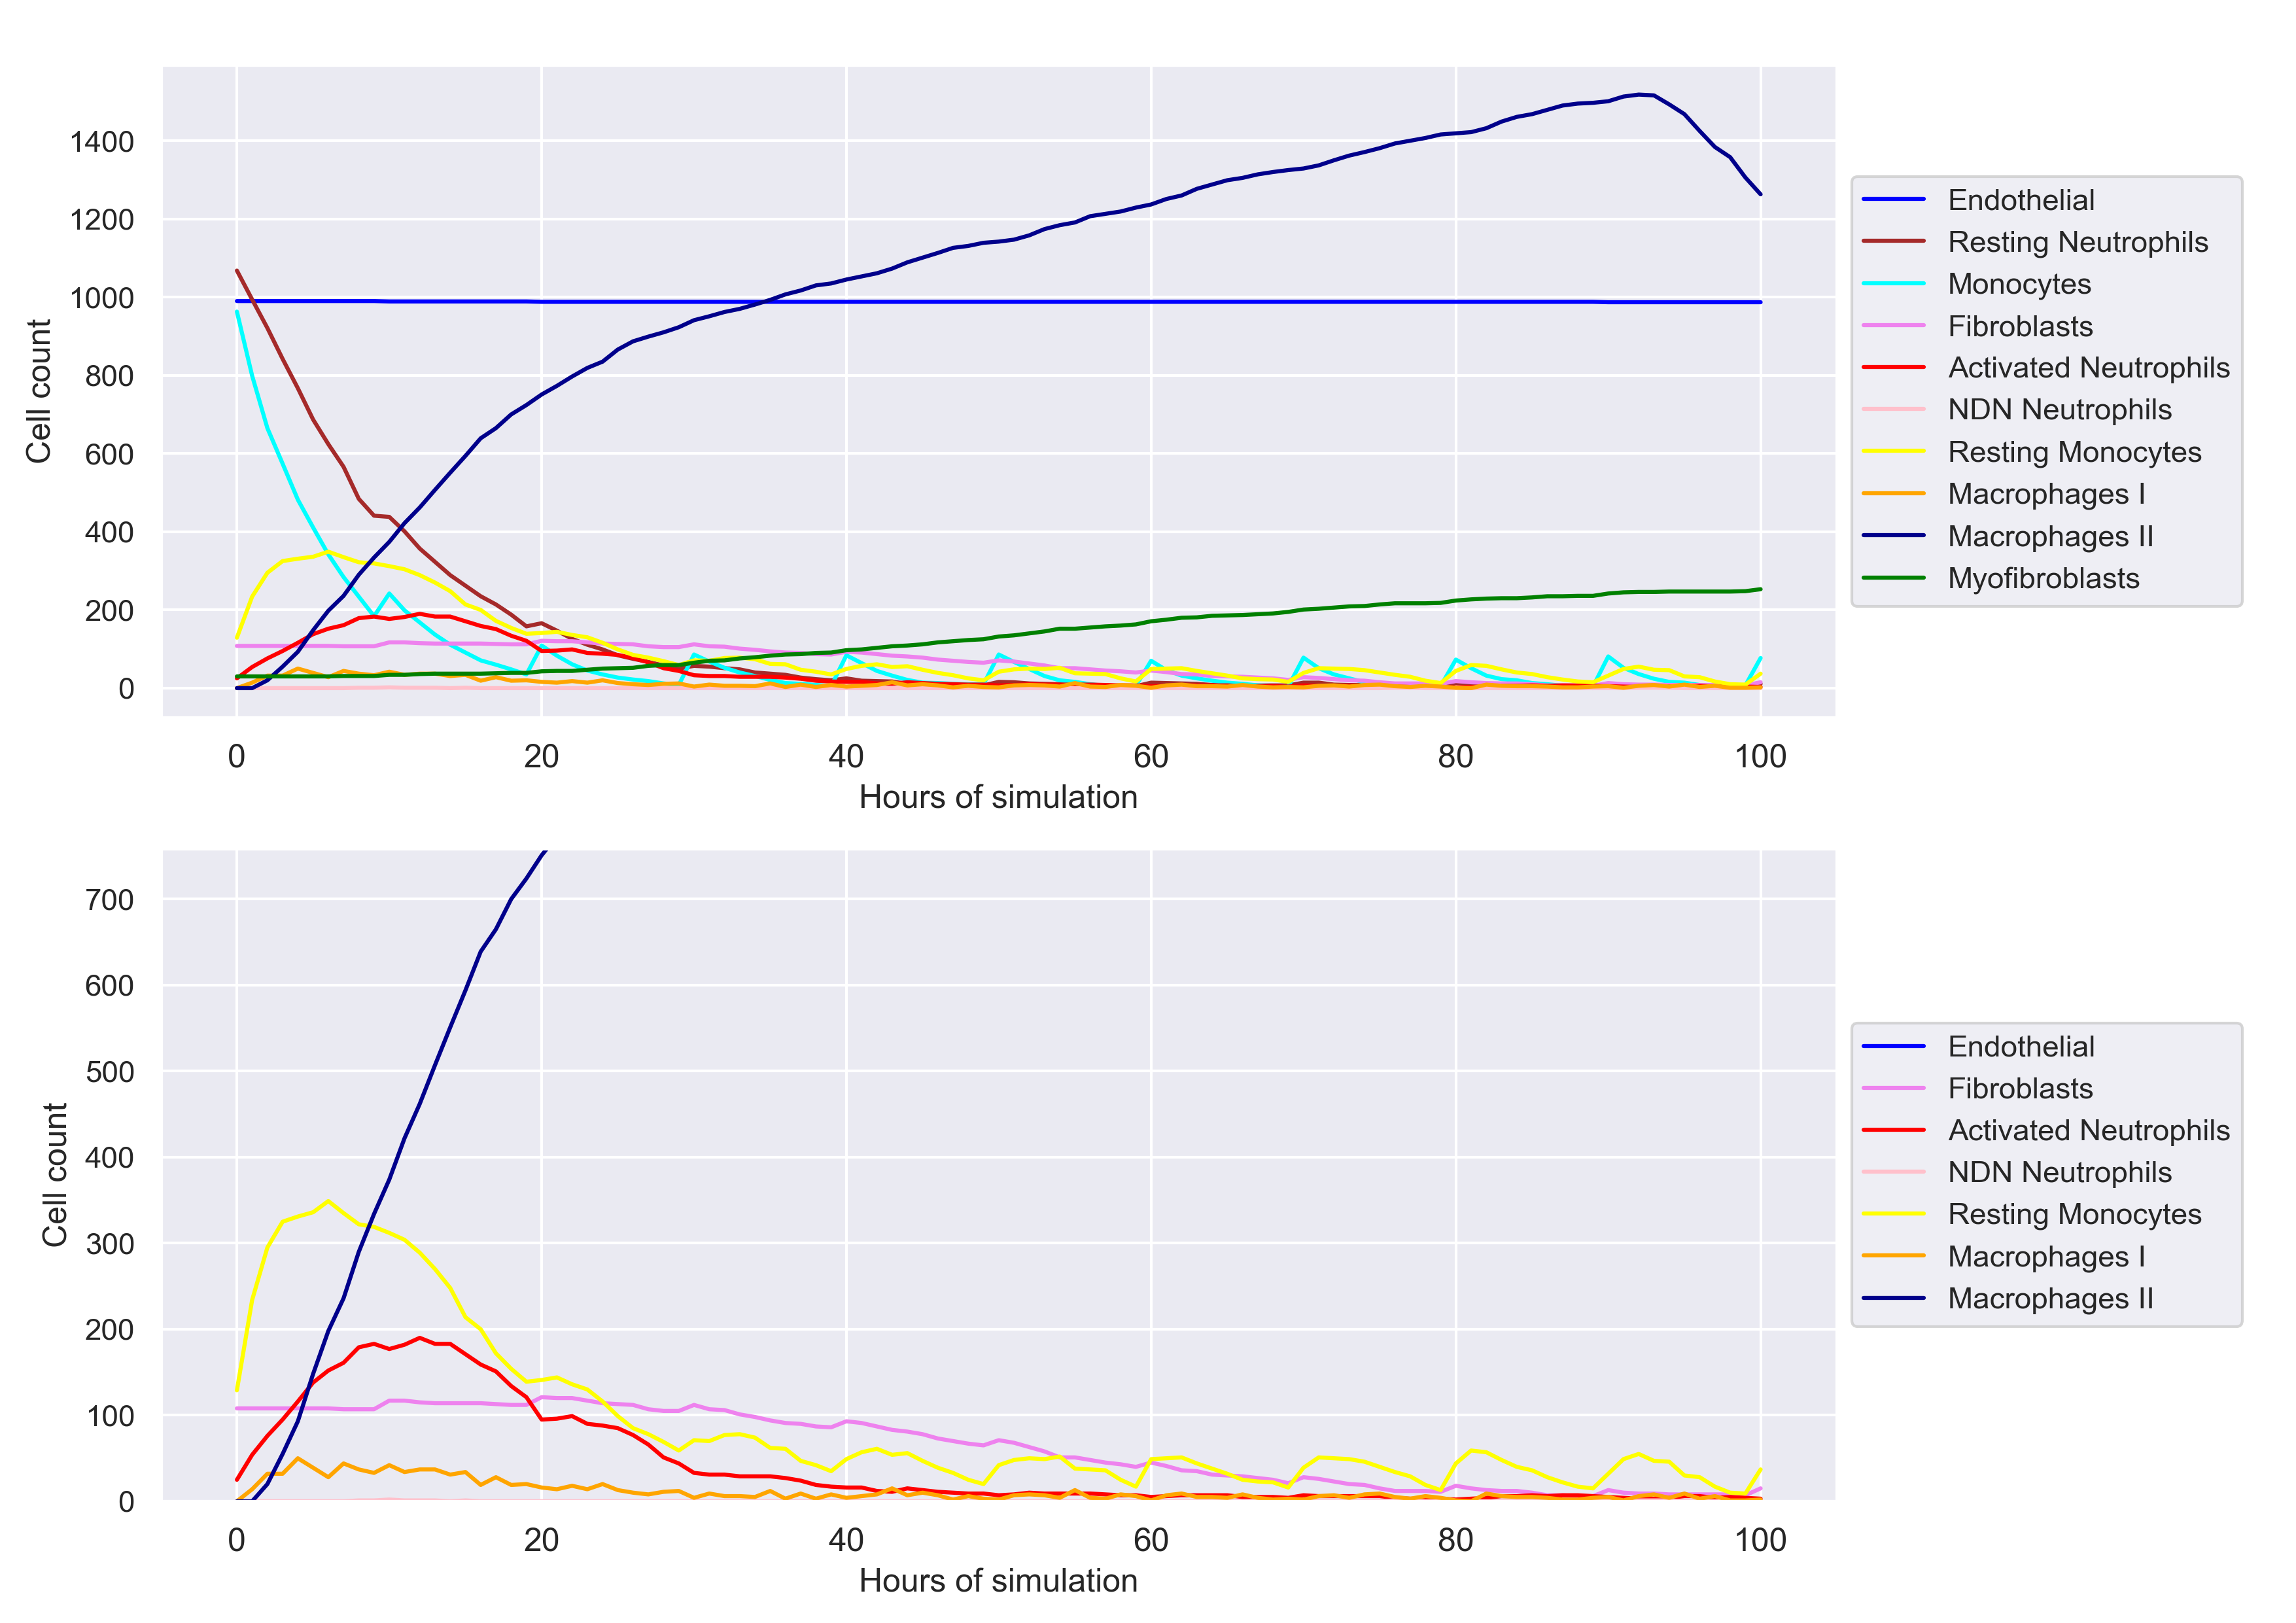 1400
1200
1000
800
600
400
200
0
Cell count
0 20 40 60 80 100
Hours of simulation
Endothelial
Resting Neutrophils
Monocytes
Fibroblasts
Activated Neutrophils
NDN Neutrophils
Resting Monocytes
Macrophages I
Macrophages II
Myofibroblasts
700
600
500
400
300
200
100
0
Cell count
0 20 40 60 80 100
Hours of simulation
Endothelial
Fibroblasts
Activated Neutrophils
NDN Neutrophils
Resting Monocytes
Macrophages I
Macrophages II